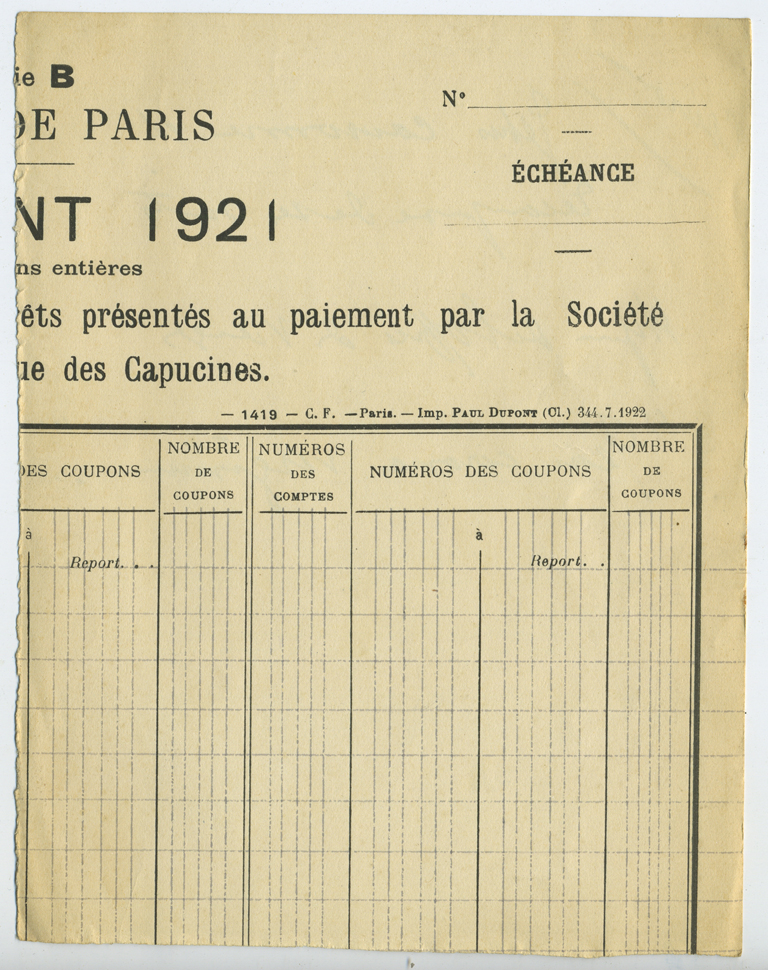 ie B
DE PARIS
N°
ÉCHÉANCE
NT 1921
ns entières
êts présentés au paiement par la Société
ue des Capucines.
— 1419 — C. F. — Paris. — Imp. PAUL DUPONT (Cl.) 344.7.1922
DES COUPONS
NOMBRE
DE
COUPONS
NUMÉROS
DES
COMPTES
NUMÉROS DES COUPONS
NOMBRE
DE
COUPONS
à
Report. . .
à
Report. .